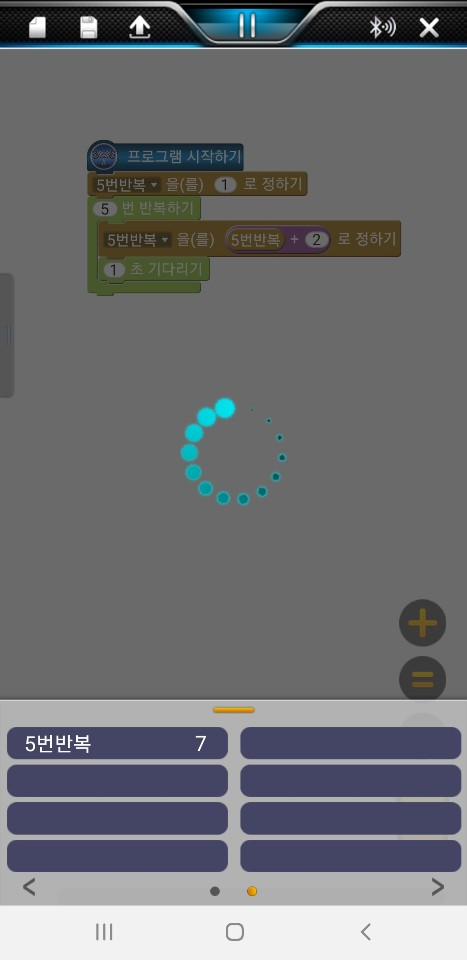 프로그램 시작하기
5번반복 을(를) 1 로 정하기
5 번 반복하기
5번반복 을(를) 5번반복 + 2 로 정하기
1 초 기다리기
5번반복 7